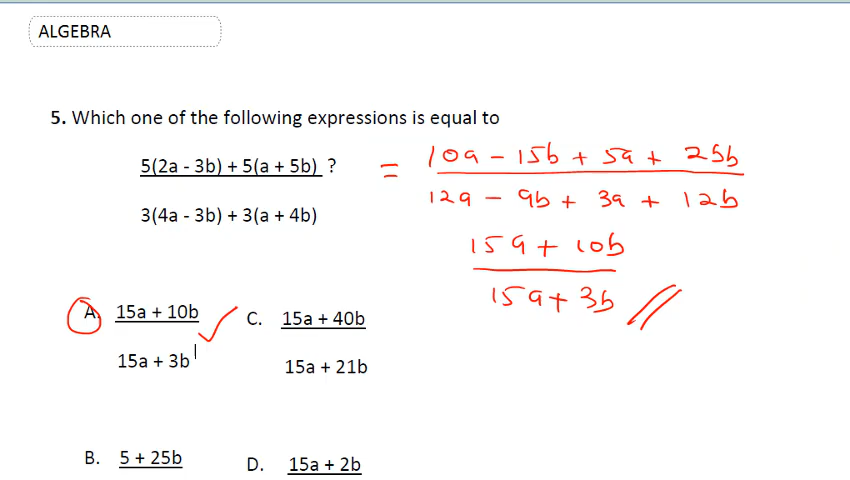 ALGEBRA
5. Which one of the following expressions is equal to
5(2a - 3b) + 5(a + 5b) ?
3(4a - 3b) + 3(a + 4b)
= 10a - 15b + 5a + 25b
12a - 9b + 3a + 12b
15a + 10b
15a + 3b
A. 15a + 10b
15a + 3b
C. 15a + 40b
15a + 21b
B. 5 + 25b
D. 15a + 2b